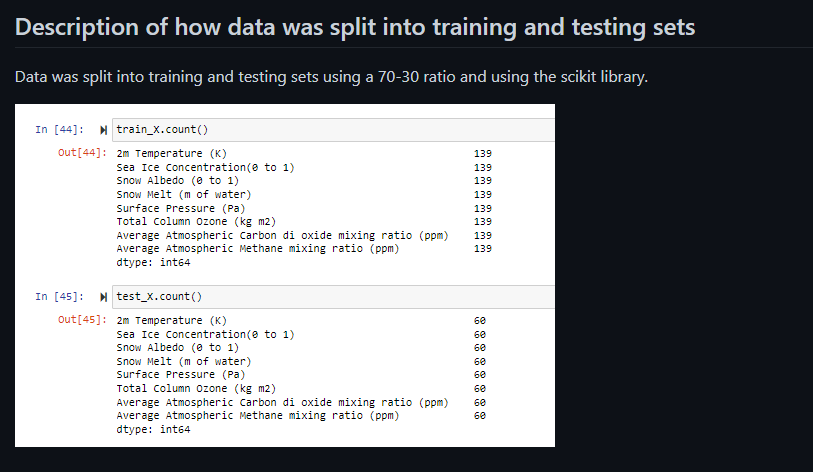 Description of how data was split into training and testing sets
Data was split into training and testing sets using a 70-30 ratio and using the scikit library.
In [44]: train_X.count()
Out[44]: 2m Temperature (K) 139
Sea Ice Concentration(0 to 1) 139
Snow Albedo (0 to 1) 139
Snow Melt (m of water) 139
Surface Pressure (Pa) 139
Total Column Ozone (kg m2) 139
Average Atmospheric Carbon di oxide mixing ratio (ppm) 139
Average Atmospheric Methane mixing ratio (ppm) 139
dtype: int64
In [45]: test_X.count()
Out[45]: 2m Temperature (K) 60
Sea Ice Concentration(0 to 1) 60
Snow Albedo (0 to 1) 60
Snow Melt (m of water) 60
Surface Pressure (Pa) 60
Total Column Ozone (kg m2) 60
Average Atmospheric Carbon di oxide mixing ratio (ppm) 60
Average Atmospheric Methane mixing ratio (ppm) 60
dtype: int64